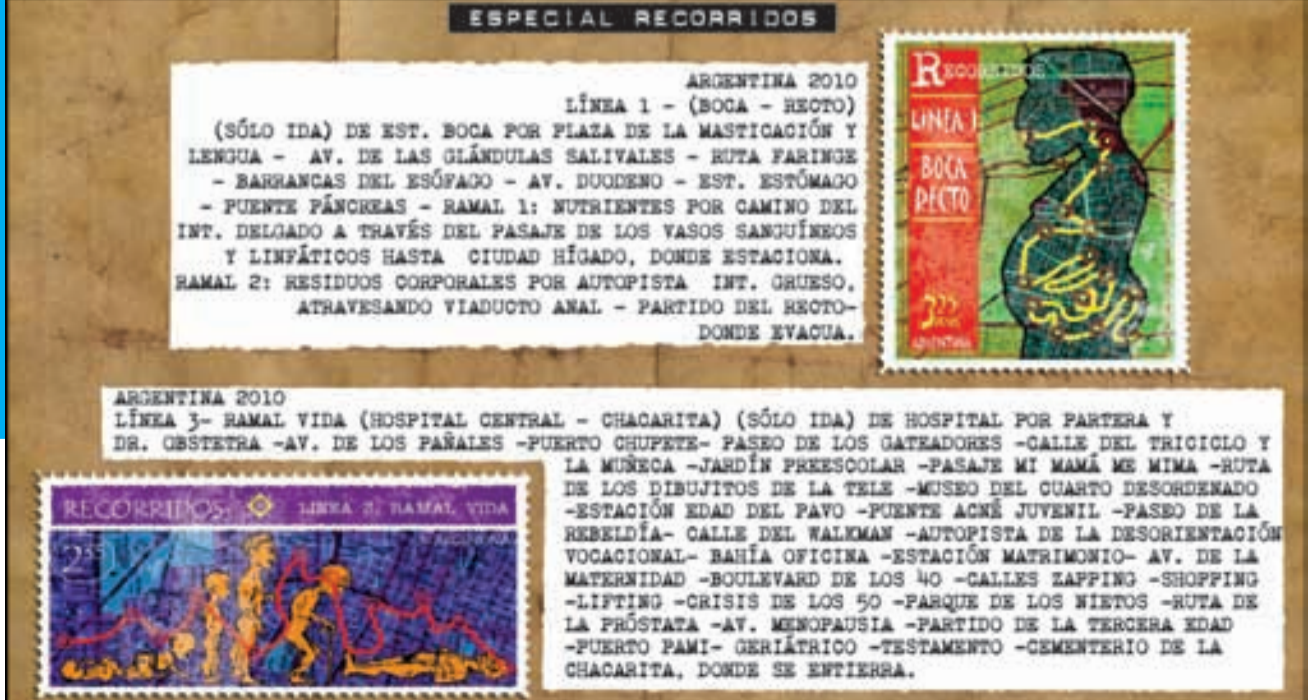 ESPECIAL RECORRIDOS
ARGENTINA 2010
LÍNEA 1 - (BOCA - RECTO)
(SÓLO IDA) DE EST. BOCA POR PLAZA DE LA MASTICACIÓN Y
LENGUA - AV. DE LAS GLÁNDULAS SALIVALES - RUTA FARINGE
- BARRANCAS DEL ESÓFAGO - AV. DUODENO - EST. ESTÓMAGO
- PUENTE PÁNCREAS - RAMAL 1: NUTRIENTES POR CAMINO DEL
INT. DELGADO A TRAVÉS DEL PASAJE DE LOS VASOS SANGUÍNEOS
Y LINFÁTICOS HASTA CIUDAD HÍGADO, DONDE ESTACIONA.
RAMAL 2: RESIDUOS CORPORALES POR AUTOPISTA INT. GRUESO,
ATRAVESANDO VIADUCTO ANAL - PARTIDO DEL RECTO-
DONDE EVACUA.
RECORRIDOS
LINEA 1
BOCA
RECTO
ARGENTINA
ARGENTINA 2010
LÍNEA 3- RAMAL VIDA (HOSPITAL CENTRAL - CHACARITA) (SÓLO IDA) DE HOSPITAL POR PARTERA Y
DR. OBSTETRA -AV. DE LOS PAÑALES -PUERTO CHUPETE- PASEO DE LOS GATEADORES -CALLE DEL TRICICLO Y
LA MUÑECA -JARDÍN PREESCOLAR -PASAJE MI MAMÁ ME MIMA -RUTA
DE LOS DIBUJITOS DE LA TELE -MUSEO DEL CUARTO DESORDENADO
-ESTACIÓN EDAD DEL PAVO -PUENTE ACNÉ JUVENIL -PASEO DE LA
REBELDÍA- CALLE DEL WALKMAN -AUTOPISTA DE LA DESORIENTACIÓN
VOCACIONAL- BAHÍA OFICINA -ESTACIÓN MATRIMONIO- AV. DE LA
MATERNIDAD -BOULEVARD DE LOS 40 -CALLES ZAPPING -SHOPPING
-LIFTING -CRISIS DE LOS 50 -PARQUE DE LOS NIETOS -RUTA DE
LA PRÓSTATA -AV. MENOPAUSIA -PARTIDO DE LA TERCERA EDAD
-PUERTO PAMI- GERIÁTRICO -TESTAMENTO -CEMENTERIO DE LA
CHACARITA, DONDE SE ENTIERRA.
RECORRIDOS: LINEA 3, RAMAL VIDA